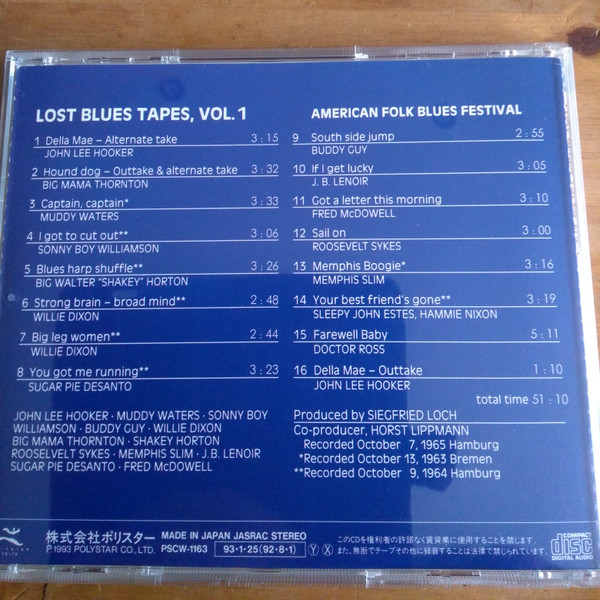 LOST BLUES TAPES, VOL. 1
1 Della Mae – Alternate take 3:15
JOHN LEE HOOKER
2 Hound dog – Outtake & alternate take 3:32
BIG MAMA THORNTON
3 Captain, captain* 3:33
MUDDY WATERS
4 I got to cut out** 3:06
SONNY BOY WILLIAMSON
5 Blues harp shuffle** 3:26
BIG WALTER "SHAKEY" HORTON
6 Strong brain – broad mind** 2:48
WILLIE DIXON
7 Big leg women** 2:44
WILLIE DIXON
8 You got me running** 3:23
SUGAR PIE DESANTO
JOHN LEE HOOKER · MUDDY WATERS · SONNY BOY
WILLIAMSON · BUDDY GUY · WILLIE DIXON
BIG MAMA THORNTON · SHAKEY HORTON
ROOSEVELT SYKES · MEMPHIS SLIM · J.B. LENOIR
SUGAR PIE DESANTO · FRED McDOWELL
AMERICAN FOLK BLUES FESTIVAL
9 South side jump 2:55
BUDDY GUY
10 If I get lucky 3:05
J. B. LENOIR
11 Got a letter this morning 3:10
FRED McDOWELL
12 Sail on 3:00
ROOSEVELT SYKES
13 Memphis Boogie* 3:16
MEMPHIS SLIM
14 Your best friend's gone** 3:19
SLEEPY JOHN ESTES, HAMMIE NIXON
15 Farewell Baby 5:11
DOCTOR ROSS
16 Della Mae – Outtake 1:10
JOHN LEE HOOKER
total time 51:10
Produced by SIEGFRIED LOCH
Co-producer, HORST LIPPMANN
Recorded October 7, 1965 Hamburg
*Recorded October 13, 1963 Bremen
**Recorded October 9, 1964 Hamburg
株式会社ポリスター MADE IN JAPAN JASRAC STEREO
Ⓟ1993 POLYSTAR CO., LTD. PSCW-1163 93·1·25(92·8·1) Ⓨ Ⓧ
このCDを権利者の許諾なく賃貸業に使用することを禁じます。
また、無断でテープその他に録音することは法律で禁じられています。
COMPACT
disc
DIGITAL AUDIO